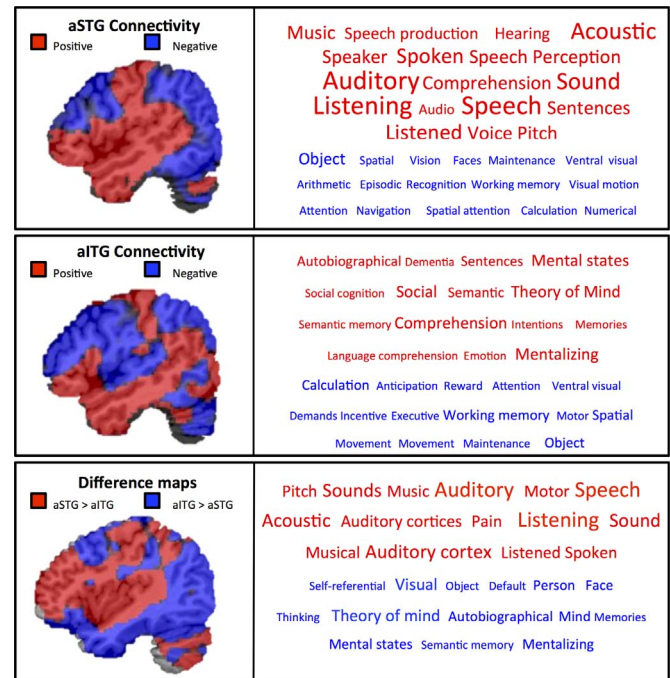 aSTG Connectivity
Positive Negative
Music Speech production Hearing Acoustic
Speaker Spoken Speech Perception
Auditory Comprehension Sound
Listening Audio Speech Sentences
Listened Voice Pitch
Object Spatial Vision Faces Maintenance Ventral visual
Arithmetic Episodic Recognition Working memory Visual motion
Attention Navigation Spatial attention Calculation Numerical
aITG Connectivity
Positive Negative
Autobiographical Dementia Sentences Mental states
Social cognition Social Semantic Theory of Mind
Semantic memory Comprehension Intentions Memories
Language comprehension Emotion Mentalizing
Calculation Anticipation Reward Attention Ventral visual
Demands Incentive Executive Working memory Motor Spatial
Movement Movement Maintenance Object
Difference maps
aSTG > aITG aITG > aSTG
Pitch Sounds Music Auditory Motor Speech
Acoustic Auditory cortices Pain Listening Sound
Musical Auditory cortex Listened Spoken
Self-referential Visual Object Default Person Face
Thinking Theory of mind Autobiographical Mind Memories
Mental states Semantic memory Mentalizing